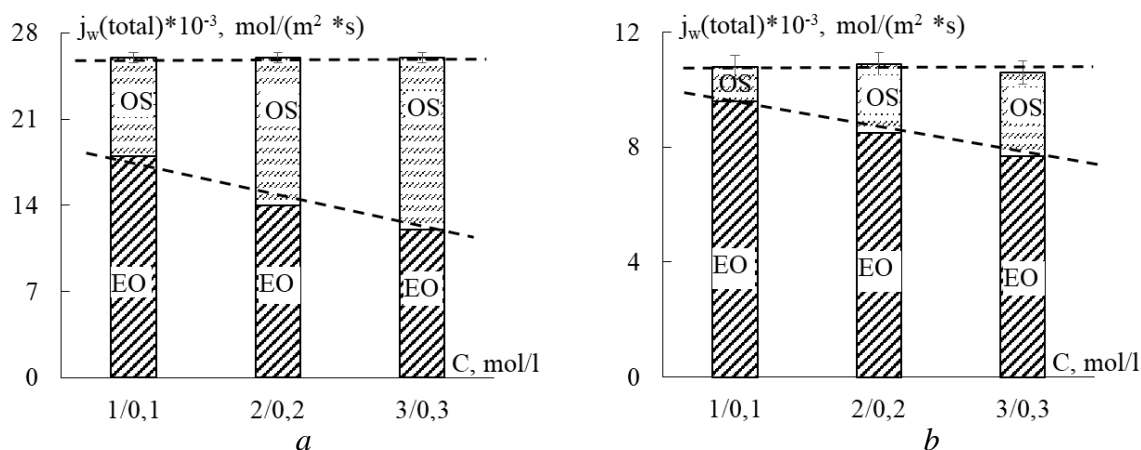 j_w(total)*10⁻³, mol/(m² *s)
28
21
14
7
0
OS
OS
OS
EO
EO
EO
C, mol/l
1/0,1
2/0,2
3/0,3
a
j_w(total)*10⁻³, mol/(m² *s)
12
8
4
0
OS
OS
OS
EO
EO
EO
C, mol/l
1/0,1
2/0,2
3/0,3
b